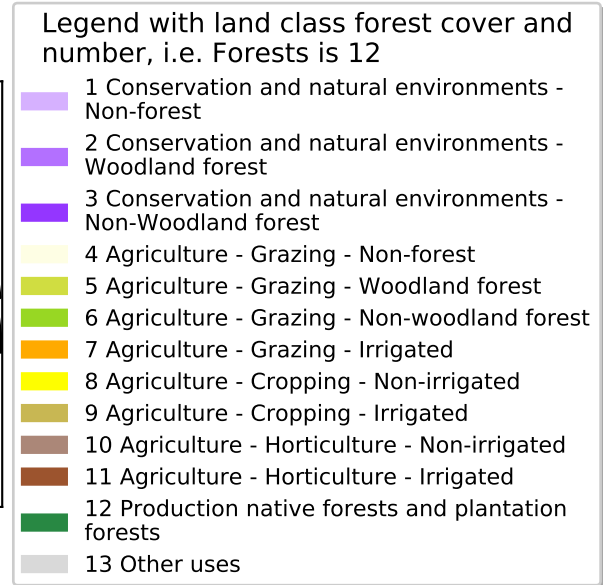 Legend with land class forest cover and
number, i.e. Forests is 12
1 Conservation and natural environments -
Non-forest
2 Conservation and natural environments -
Woodland forest
3 Conservation and natural environments -
Non-Woodland forest
4 Agriculture - Grazing - Non-forest
5 Agriculture - Grazing - Woodland forest
6 Agriculture - Grazing - Non-woodland forest
7 Agriculture - Grazing - Irrigated
8 Agriculture - Cropping - Non-irrigated
9 Agriculture - Cropping - Irrigated
10 Agriculture - Horticulture - Non-irrigated
11 Agriculture - Horticulture - Irrigated
12 Production native forests and plantation
forests
13 Other uses